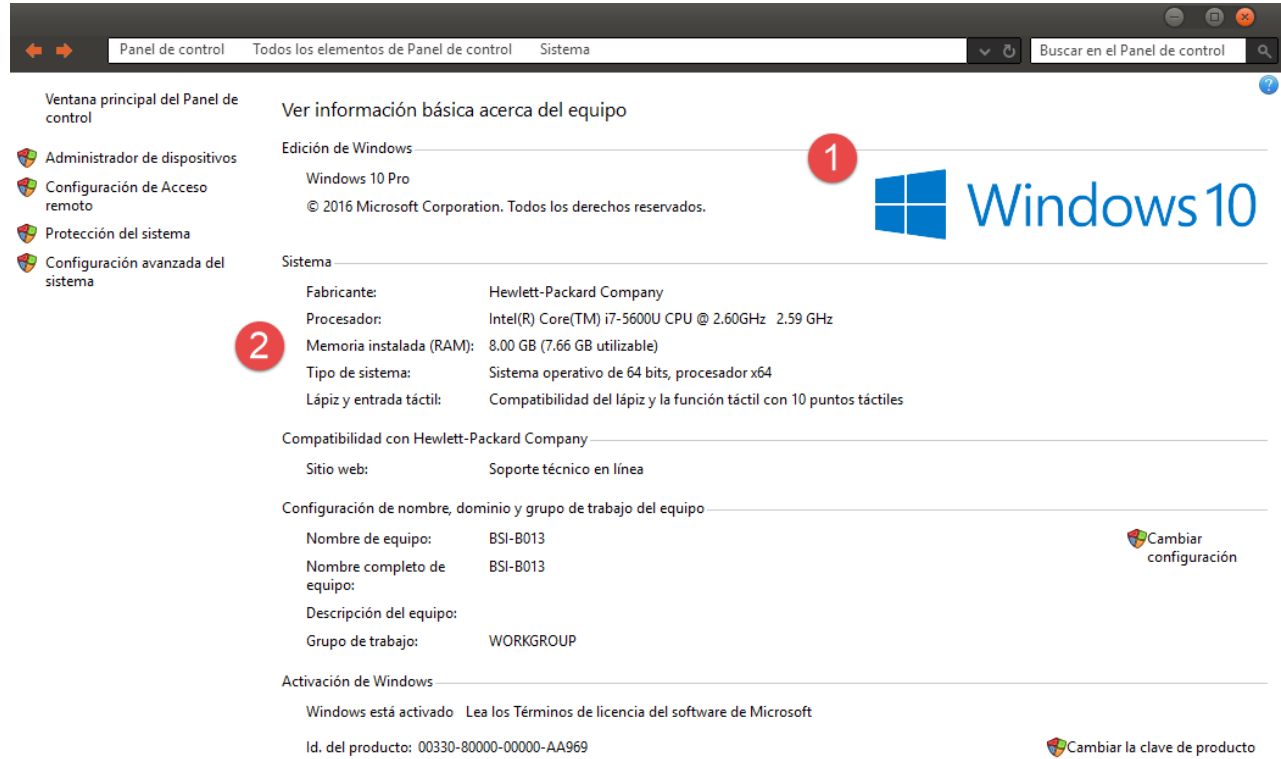 Panel de control Todos los elementos de Panel de control Sistema
Buscar en el Panel de control
Ventana principal del Panel de
control
Administrador de dispositivos
Configuración de Acceso
remoto
Protección del sistema
Configuración avanzada del
sistema
?
Ver información básica acerca del equipo
Edición de Windows
1
Windows 10 Pro
© 2016 Microsoft Corporation. Todos los derechos reservados.
Windows 10
Sistema
Fabricante: Hewlett-Packard Company
Procesador: Intel(R) Core(TM) i7-5600U CPU @ 2.60GHz 2.59 GHz
2
Memoria instalada (RAM): 8.00 GB (7.66 GB utilizable)
Tipo de sistema: Sistema operativo de 64 bits, procesador x64
Lápiz y entrada táctil: Compatibilidad del lápiz y la función táctil con 10 puntos táctiles
Compatibilidad con Hewlett-Packard Company
Sitio web: Soporte técnico en línea
Configuración de nombre, dominio y grupo de trabajo del equipo
Nombre de equipo: BSI-B013
Cambiar
configuración
Nombre completo de BSI-B013
equipo:
Descripción del equipo:
Grupo de trabajo: WORKGROUP
Activación de Windows
Windows está activado Lea los Términos de licencia del software de Microsoft
Id. del producto: 00330-80000-00000-AA969
Cambiar la clave de producto